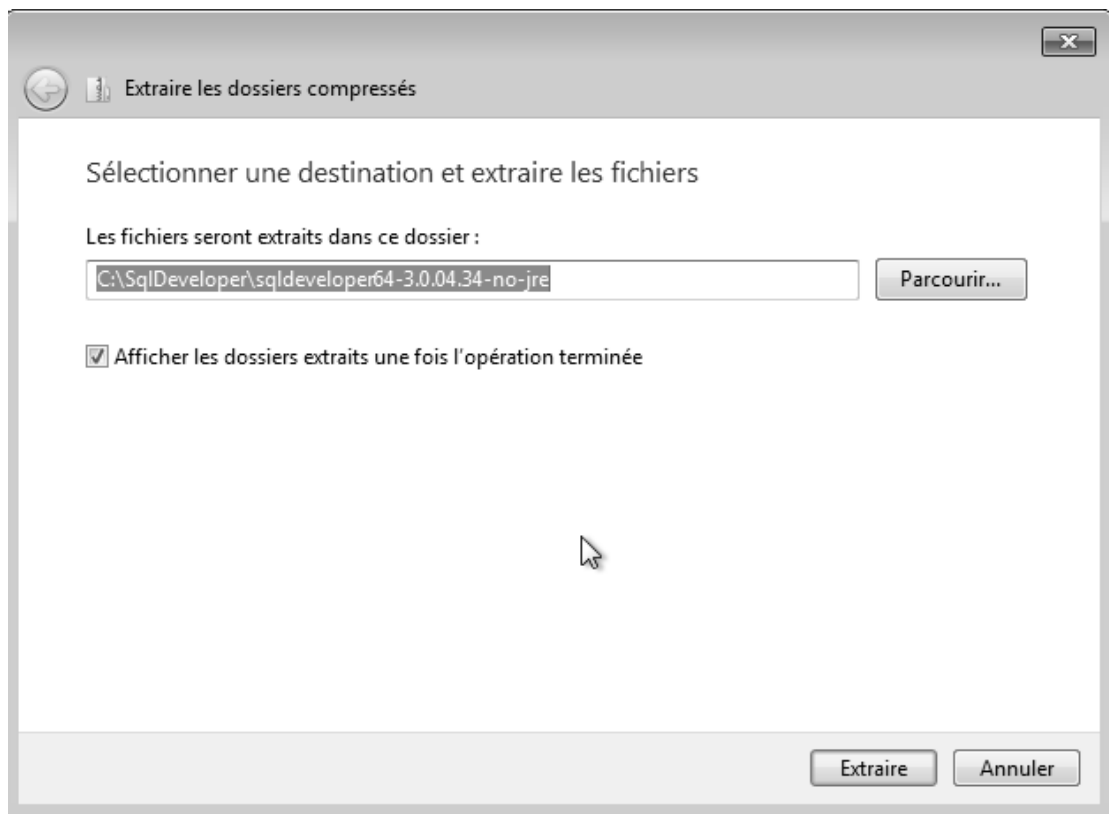 Extraire les dossiers compressés
Sélectionner une destination et extraire les fichiers
Les fichiers seront extraits dans ce dossier :
C:\SqlDeveloper\sqldeveloper64-3.0.04.34-no-jre
Parcourir...
Afficher les dossiers extraits une fois l'opération terminée
Extraire
Annuler